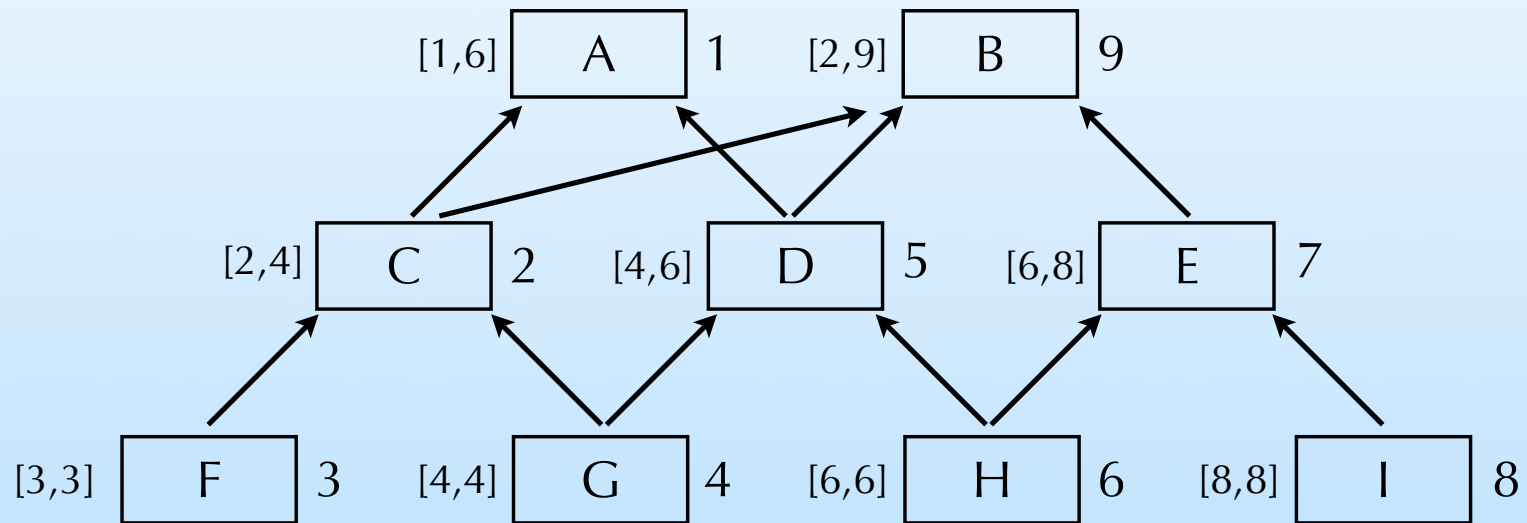 [1,6] A 1 [2,9] B 9
[2,4] C 2 [4,6] D 5 [6,8] E 7
[3,3] F 3 [4,4] G 4 [6,6] H 6 [8,8] I 8